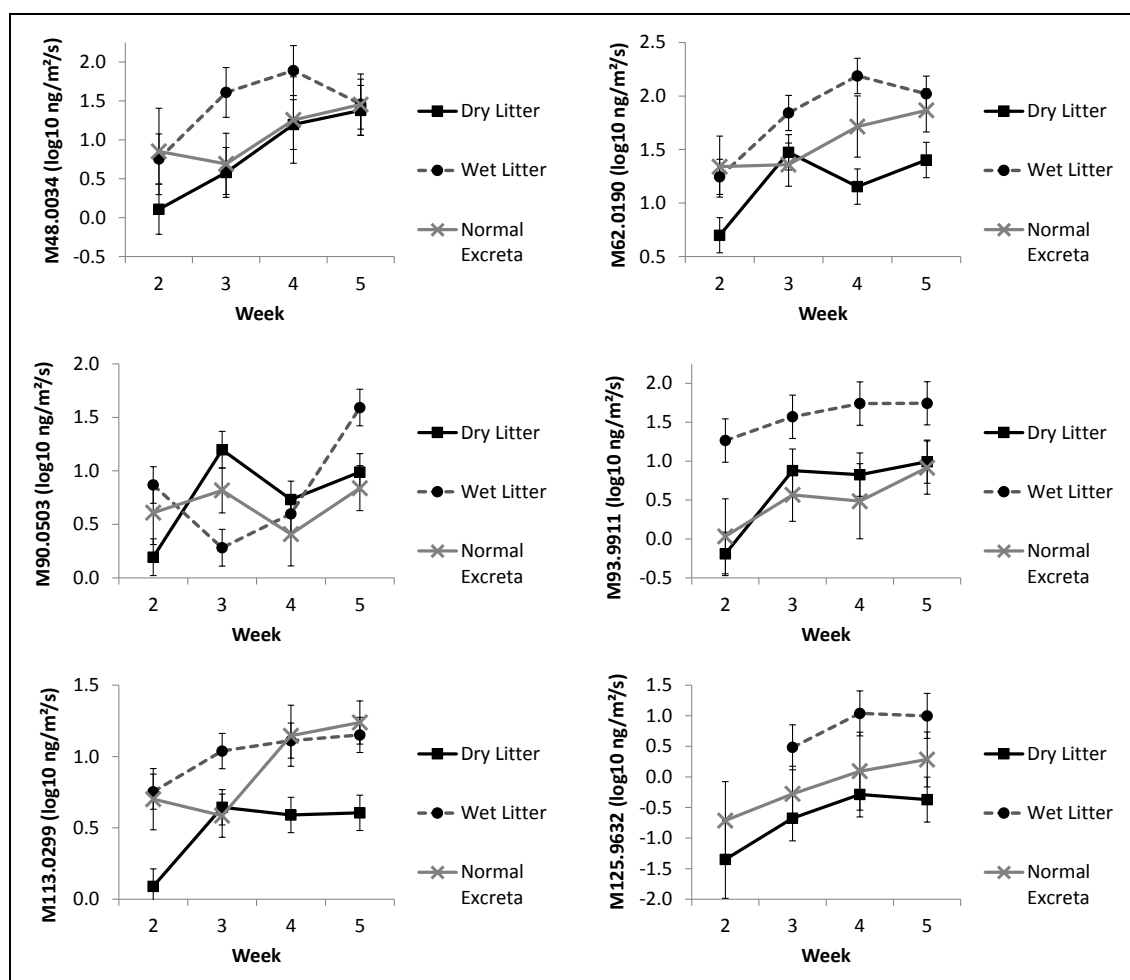 M48.0034 (log10 ng/m²/s)
2.0
1.5
1.0
0.5
0.0
-0.5
2 3 4 5
Week
Dry Litter
Wet Litter
Normal
Excreta
M62.0190 (log10 ng/m²/s)
2.5
2.0
1.5
1.0
0.5
2 3 4 5
Week
Dry Litter
Wet Litter
Normal
Excreta
M90.0503 (log10 ng/m²/s)
2.0
1.5
1.0
0.5
0.0
2 3 4 5
Week
Dry Litter
Wet Litter
Normal
Excreta
M93.9911 (log10 ng/m²/s)
2.0
1.5
1.0
0.5
0.0
-0.5
2 3 4 5
Week
Dry Litter
Wet Litter
Normal
Excreta
M113.0299 (log10 ng/m²/s)
1.5
1.0
0.5
0.0
2 3 4 5
Week
Dry Litter
Wet Litter
Normal
Excreta
M125.9632 (log10 ng/m²/s)
1.5
1.0
0.5
0.0
-0.5
-1.0
-1.5
-2.0
2 3 4 5
Week
Dry Litter
Wet Litter
Normal
Excreta